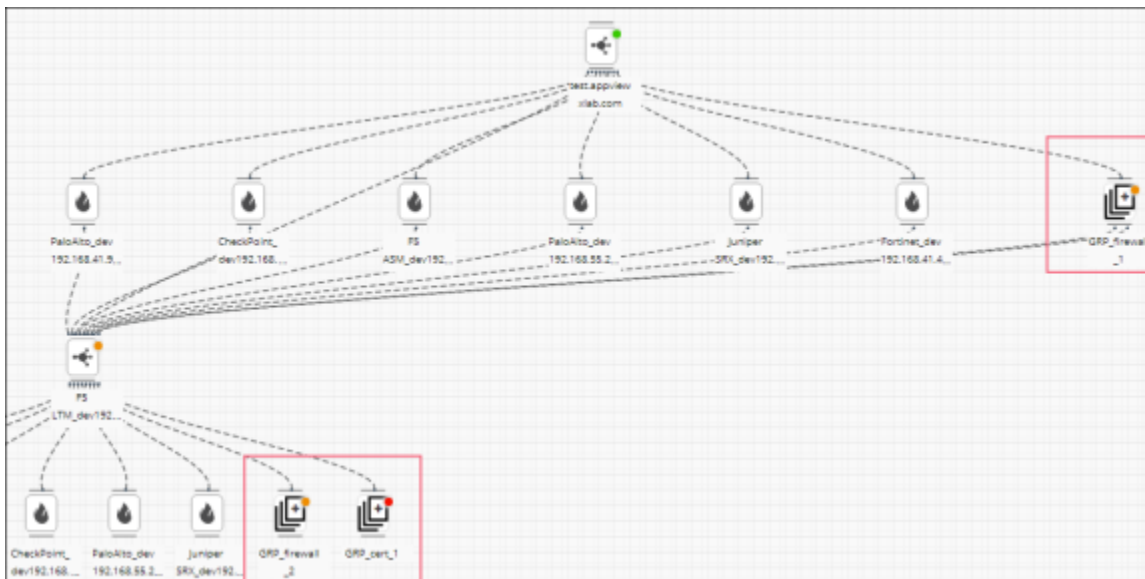 test.appview
xlab.com
PaloAlto_dev
192.168.41.9...
CheckPoint_
dev192.168....
F5
ASM_dev192...
PaloAlto_dev
192.168.55.2...
Juniper
SRX_dev192...
Fortinet_dev
192.168.41.4...
GRP_firewall
_1
F5
LTM_dev192...
CheckPoint_
dev192.168....
PaloAlto_dev
192.168.55.2...
Juniper
SRX_dev192...
GRP_firewall
_2
GRP_cert_1